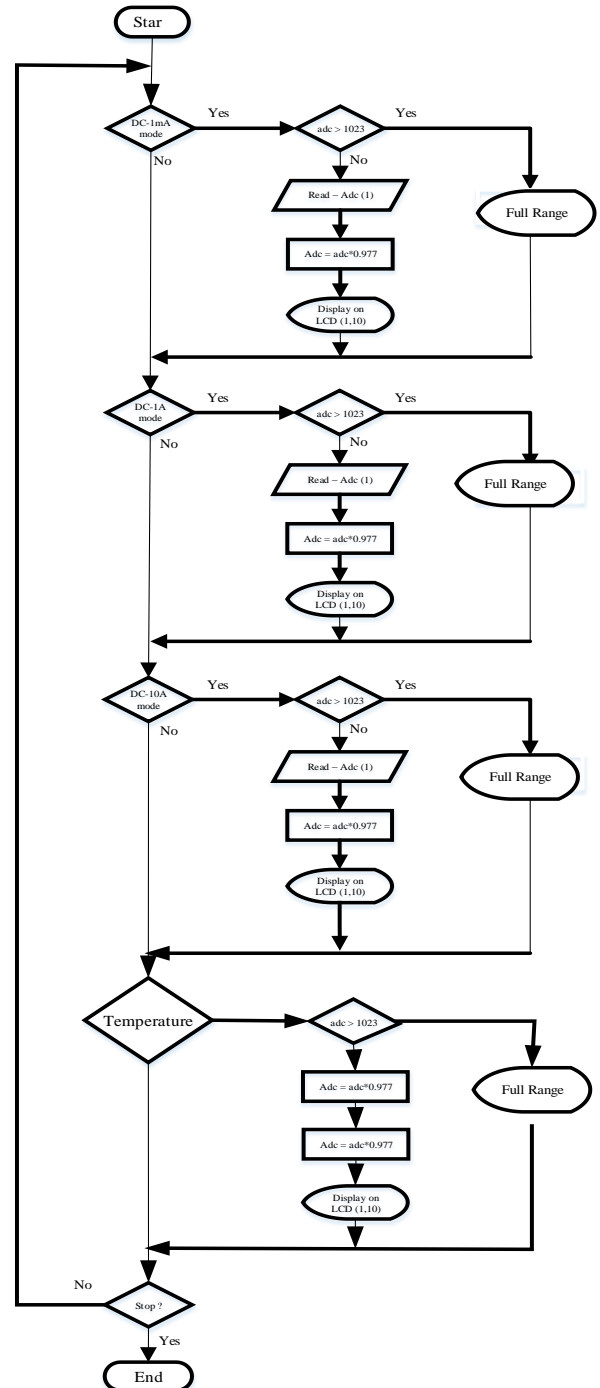 Star
DC-1mA
mode
Yes
adc > 1023
Yes
No
No
Read – Adc (1)
Full Range
Adc = adc*0.977
Display on
LCD (1,10)
DC-1A
mode
Yes
adc > 1023
Yes
No
No
Read – Adc (1)
Full Range
Adc = adc*0.977
Display on
LCD (1,10)
DC-10A
mode
Yes
adc > 1023
Yes
No
No
Read – Adc (1)
Full Range
Adc = adc*0.977
Display on
LCD (1,10)
Temperature
adc > 1023
Adc = adc*0.977
Full Range
Adc = adc*0.977
Display on
LCD (1,10)
No
Stop ?
Yes
End